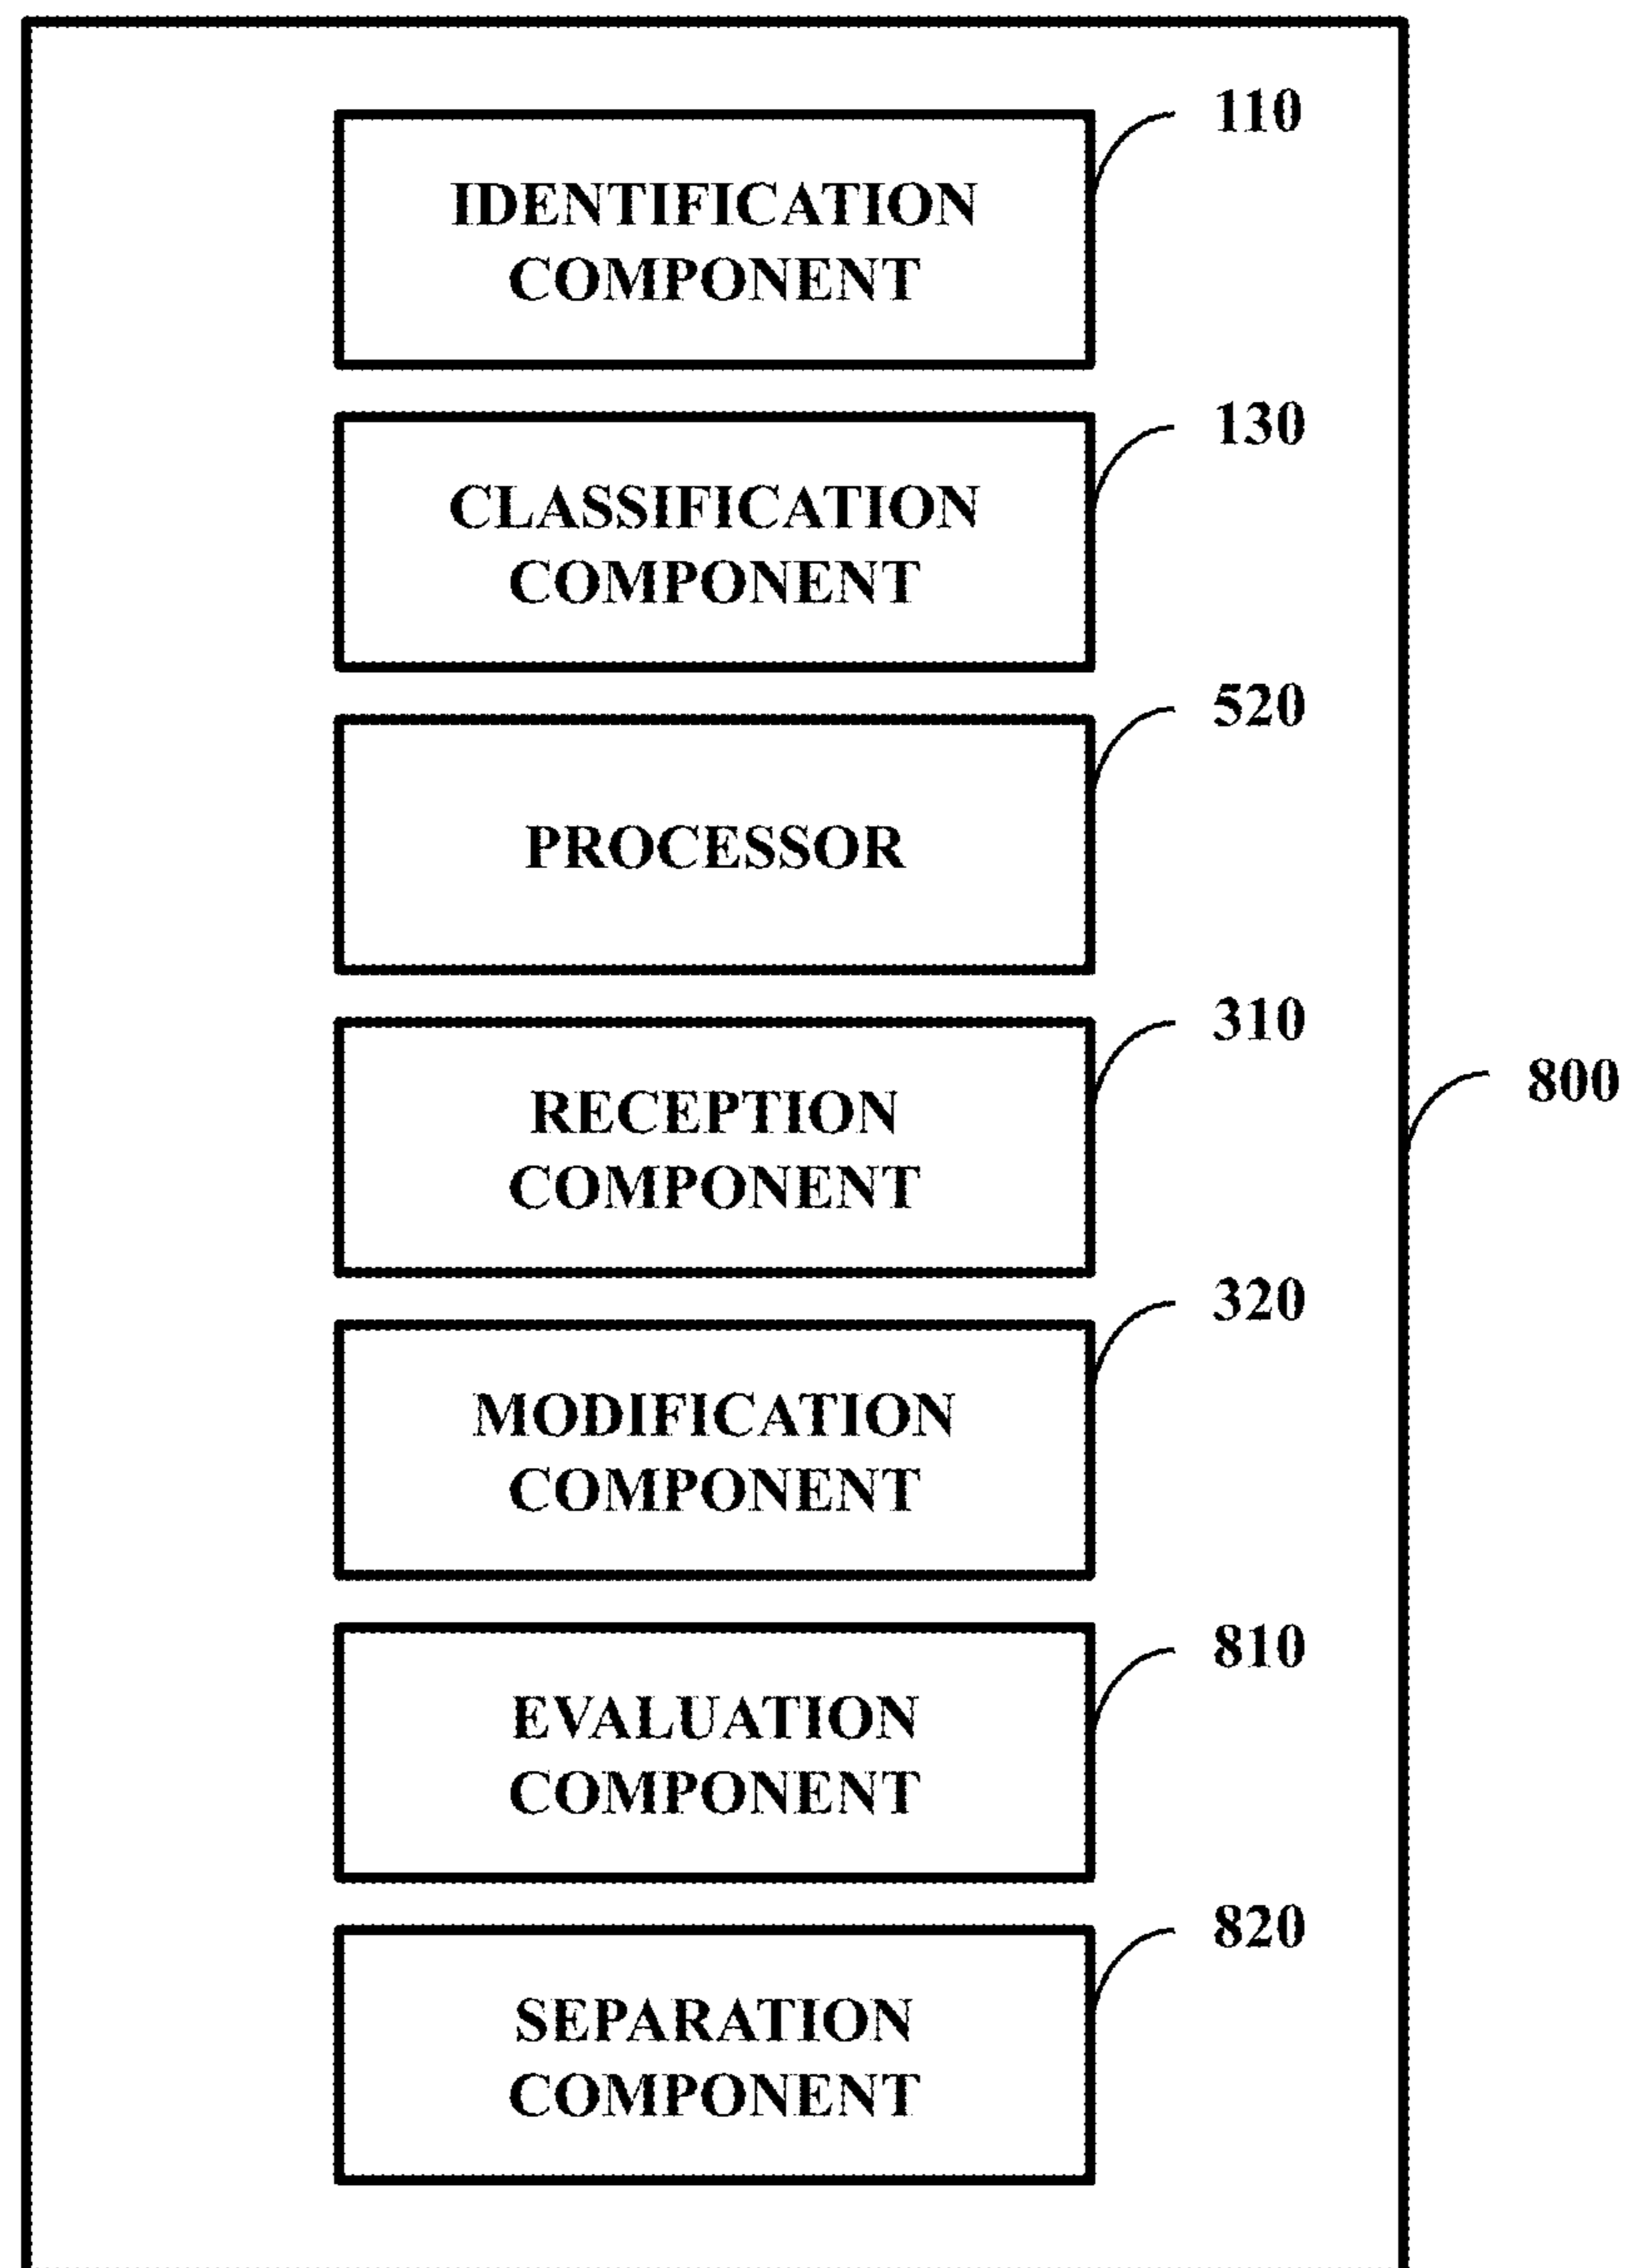 110
IDENTIFICATION
COMPONENT
130
CLASSIFICATION
COMPONENT
520
PROCESSOR
310
RECEPTION
COMPONENT
800
320
MODIFICATION
COMPONENT
810
EVALUATION
COMPONENT
820
SEPARATION
COMPONENT